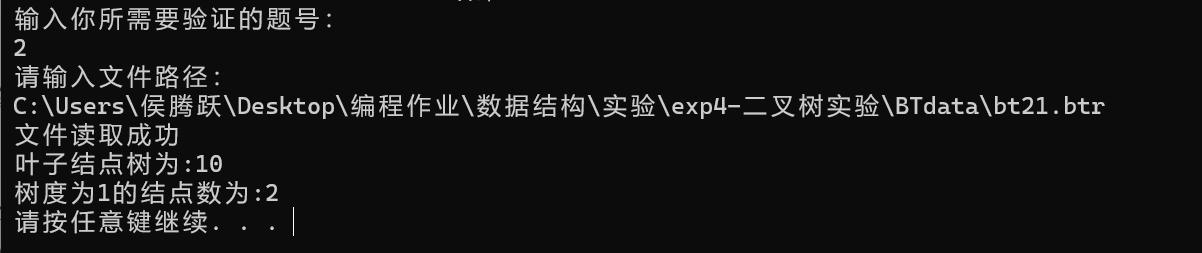 输入你所需要验证的题号:
2
请输入文件路径:
C:\Users\侯腾跃\Desktop\编程作业\数据结构\实验\exp4-二叉树实验\BTdata\bt21.btr
文件读取成功
叶子结点树为:10
树度为1的结点数为:2
请按任意键继续. . .